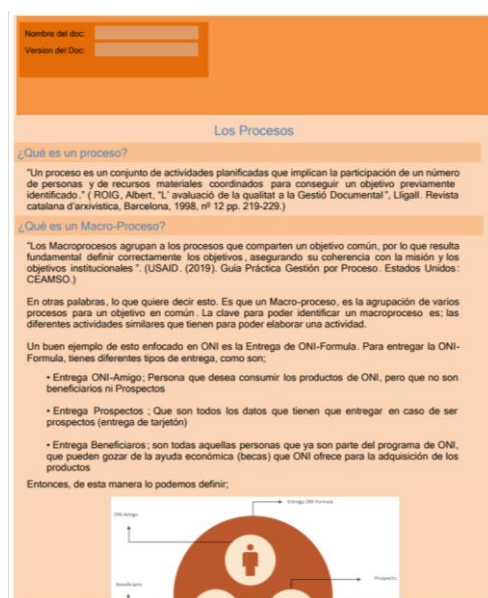 Nombre del doc:
Version del Doc:
Los Procesos
¿Qué es un proceso?
"Un proceso es un conjunto de actividades planificadas que implican la participación de un número
de personas y de recursos materiales coordinados para conseguir un objetivo previamente
identificado." ( ROIG, Albert, "L' avaluació de la qualitat a la Gestió Documental", Lligall. Revista
catalana d'arxivistica, Barcelona, 1998, nº 12 pp. 219-229.)
¿Qué es un Macro-Proceso?
"Los Macroprocesos agrupan a los procesos que comparten un objetivo común, por lo que resulta
fundamental definir correctamente los objetivos, asegurando su coherencia con la misión y los
objetivos institucionales ". (USAID. (2019). Guía Práctica Gestión por Proceso. Estados Unidos:
CEAMSO.)
En otras palabras, lo que quiere decir esto. Es que un Macro-proceso, es la agrupación de varios
procesos para un objetivo en común. La clave para poder identificar un macroproceso es; las
diferentes actividades similares que tienen para poder elaborar una actividad.
Un buen ejemplo de esto enfocado en ONI es la Entrega de ONI-Formula. Para entregar la ONI-
Formula, tienes diferentes tipos de entrega, como son;
• Entrega ONI-Amigo; Persona que desea consumir los productos de ONI, pero que no son
beneficiarios ni Prospectos
• Entrega Prospectos ; Que son todos los datos que tienen que entregar en caso de ser
prospectos (entrega de tarjetón)
• Entrega Beneficiaros; son todas aquellas personas que ya son parte del programa de ONI,
que pueden gozar de la ayuda económica (becas) que ONI ofrece para la adquisición de los
productos
Entonces, de esta manera lo podemos definir;
Entrega ONI-Formula
ONI-Amigo
Prospecto
Beneficiaros